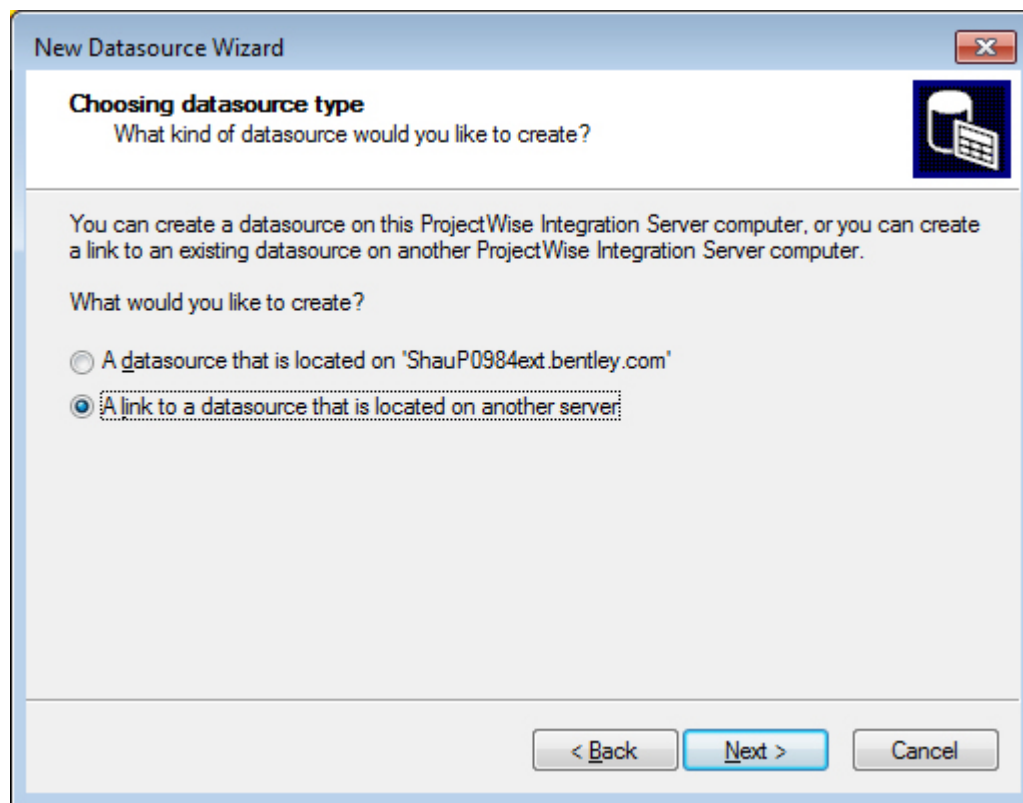 New Datasource Wizard
Choosing datasource type
What kind of datasource would you like to create?
You can create a datasource on this ProjectWise Integration Server computer, or you can create
a link to an existing datasource on another ProjectWise Integration Server computer.
What would you like to create?
A datasource that is located on 'ShauP0984ext.bentley.com'
A link to a datasource that is located on another server
< Back
Next >
Cancel